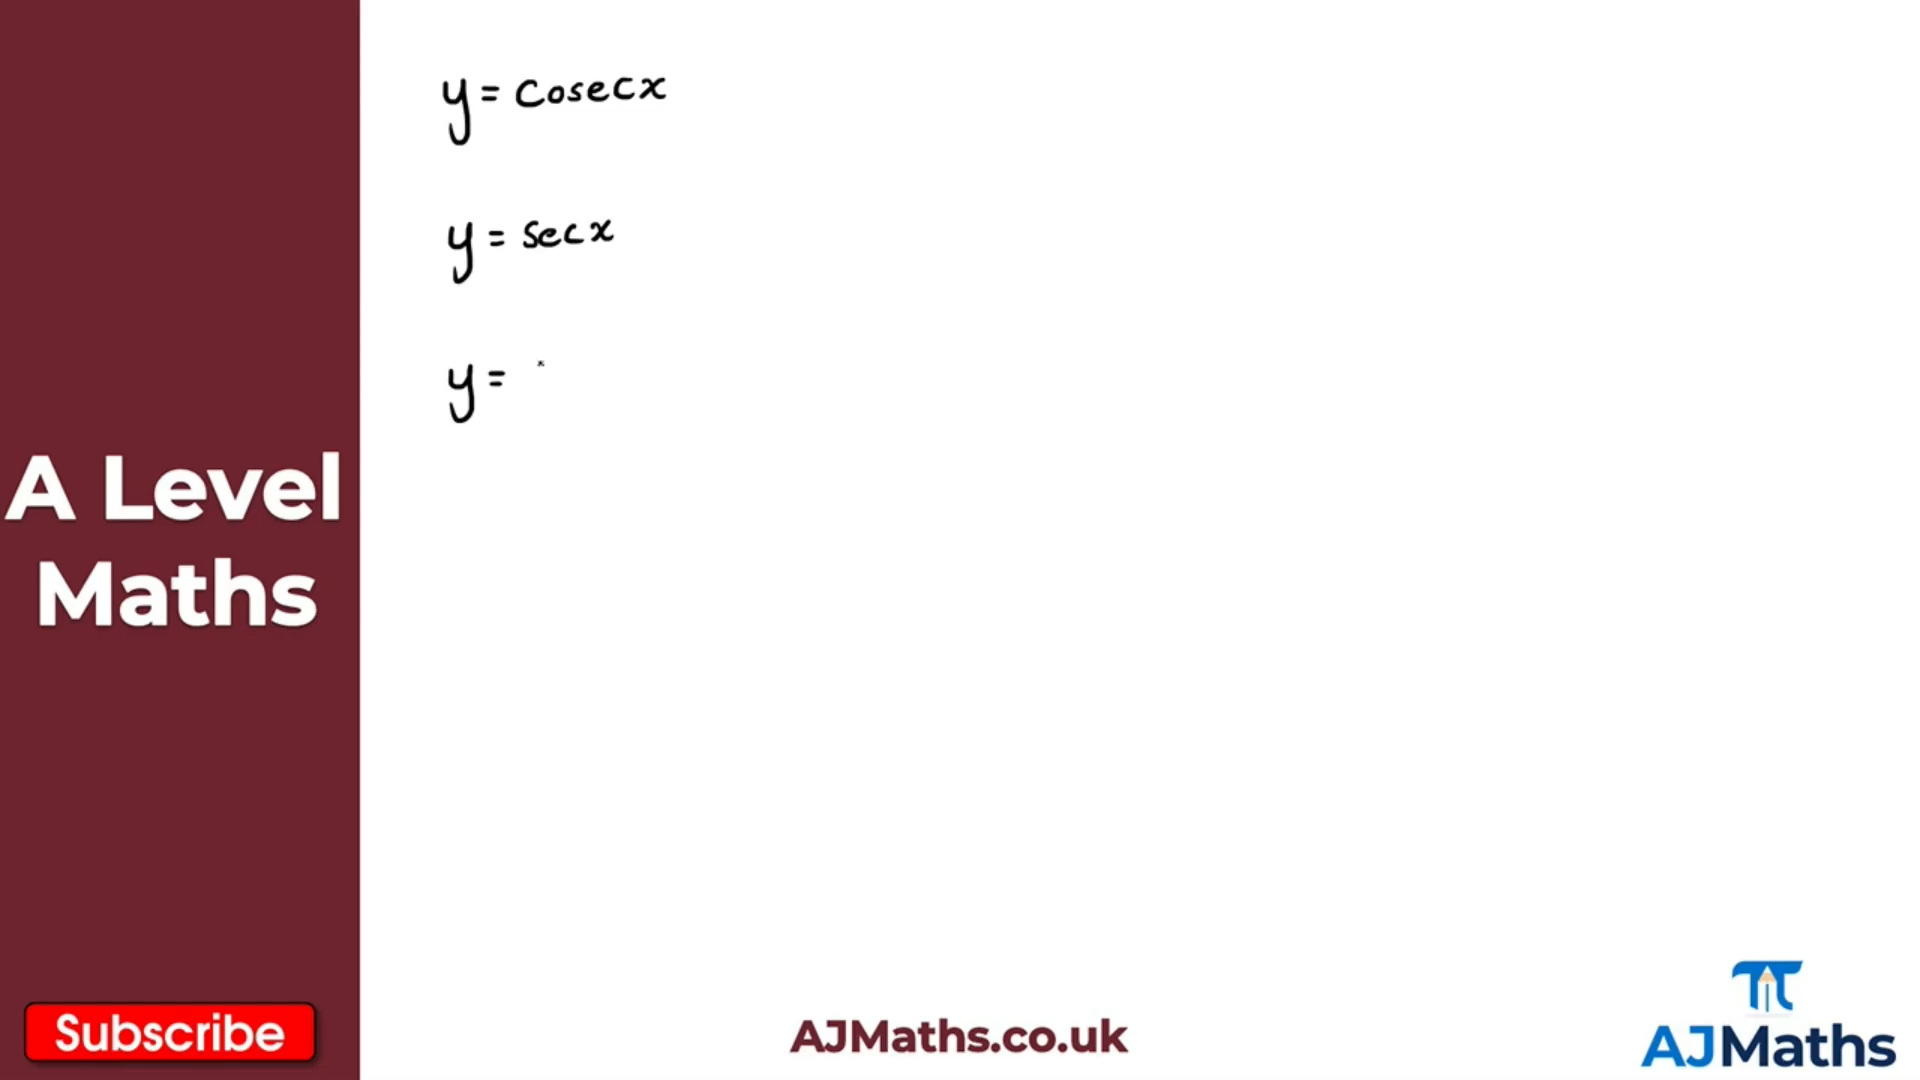 y = cosecx
y = secx
y =
A Level
Maths
Subscribe
AJMaths.co.uk
AJMaths